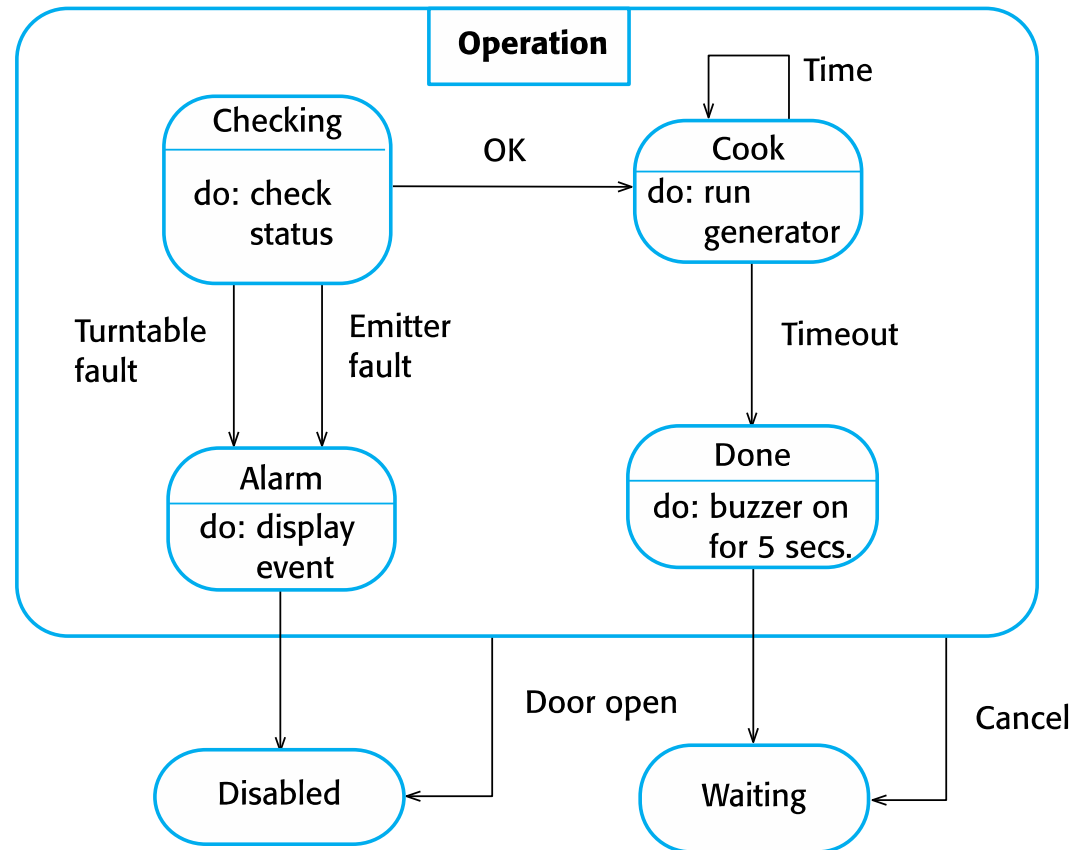 Operation
Time
Checking
OK
Cook
do: check
status
do: run
generator
Turntable
fault
Emitter
fault
Timeout
Alarm
do: display
event
Done
do: buzzer on
for 5 secs.
Door open
Cancel
Disabled
Waiting